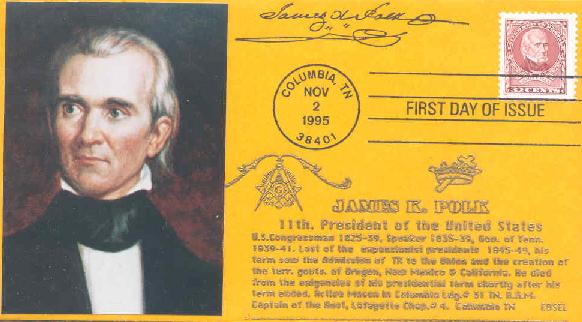 James K Polk
COLUMBIA, TN
NOV
2
1995
38401
32 CENTS
FIRST DAY OF ISSUE
G
JAMES K. POLK
11th. President of the United States
U.S.Congressman 1825-39, Speaker 1835-39, Gov. of Tenn.
1839-41. Last of the expansionist presidents 1845-49, his
term saw the Admission of TX to the Union and the creation of
the terr. govts. of Oregon, New Mexico & California. He died
from the exigencies of his presidential term shortly after his
term ended. Active Mason in Columbia Ldg.# 31 TN. R.A.M.
Captain of the Host, Lafayette Chap.# 4. Columbia TN EBSEL